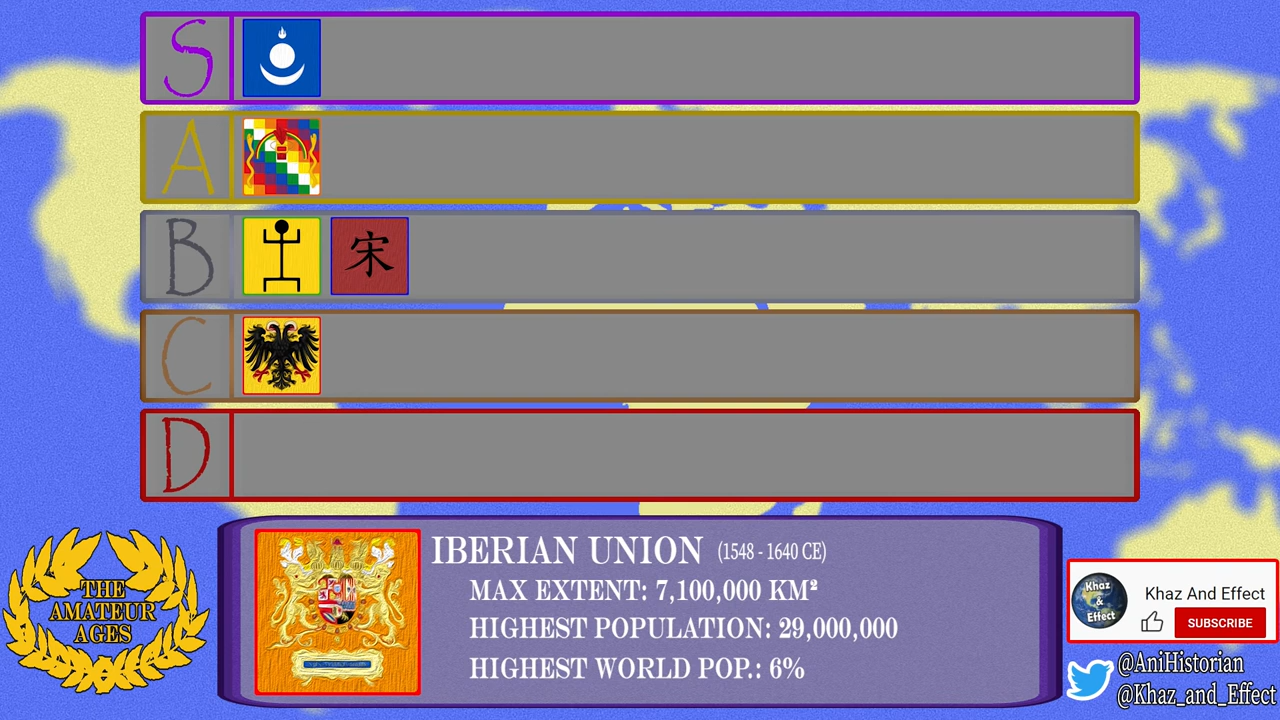 S
A
B
宋
C
D
THE
AMATEUR
AGES
IBERIAN UNION (1548 - 1640 CE)
MAX EXTENT: 7,100,000 KM²
HIGHEST POPULATION: 29,000,000
HIGHEST WORLD POP.: 6%
Khaz
&
Effect
Khaz And Effect
SUBSCRIBE
@AniHistorian
@Khaz_and_Effect